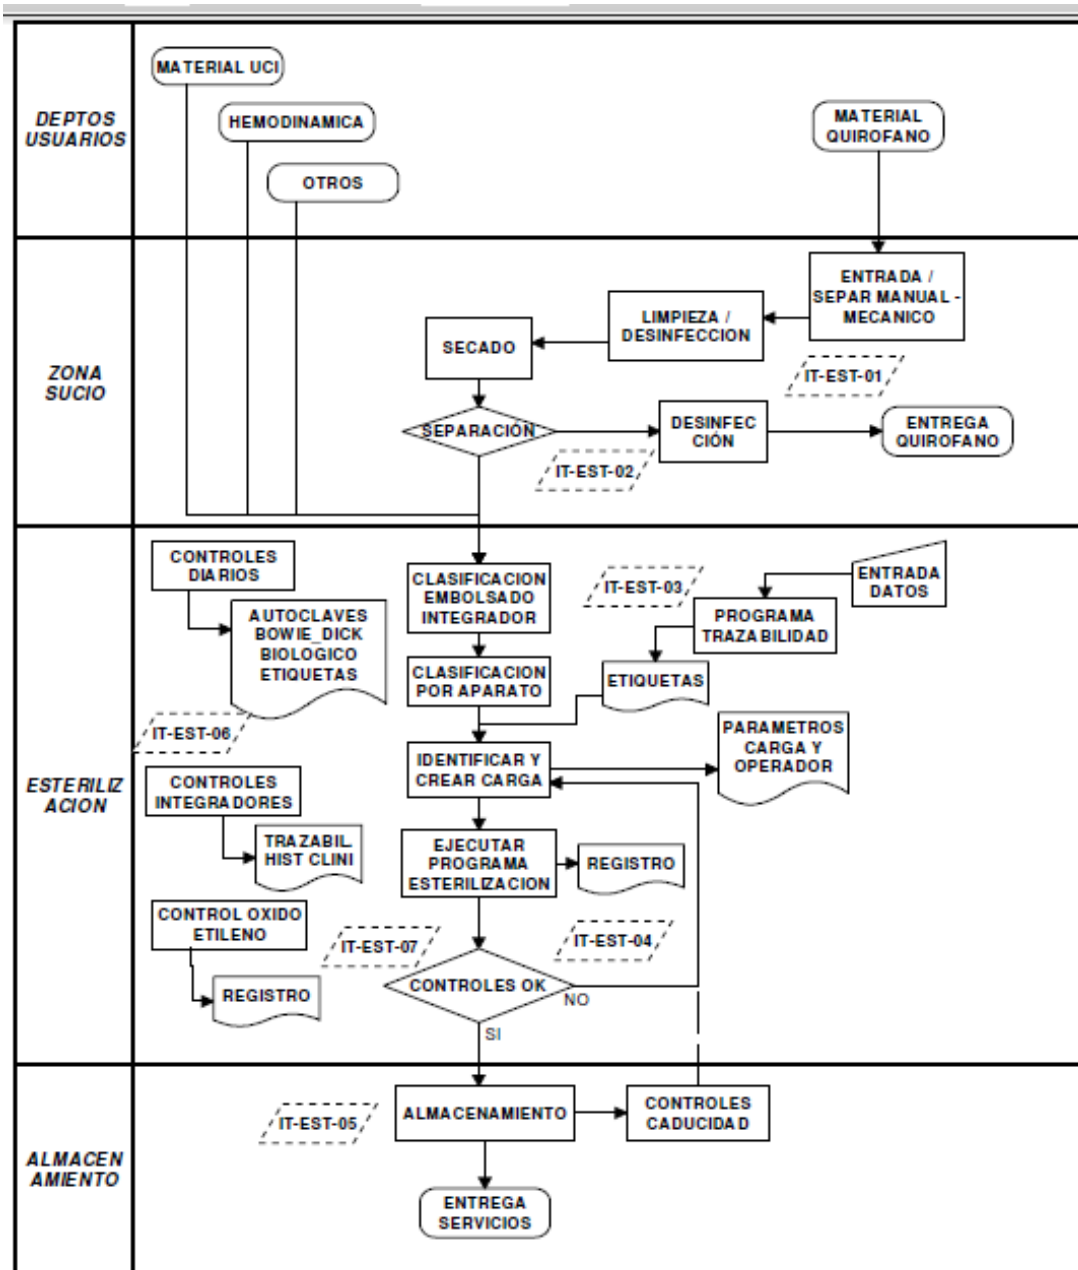 DEPTOS
USUARIOS
MATERIAL UCI
HEMODINAMICA
OTROS
MATERIAL
QUIROFANO
ZONA
SUCIO
ENTRADA /
SEPAR MANUAL -
MECANICO
LIMPIEZA /
DESINFECCION
SECADO
IT-EST-01
SEPARACIÓN
DESINFEC
CIÓN
ENTREGA
QUIROFANO
IT-EST-02
ESTERILIZ
ACION
CONTROLES
DIARIOS
AUTOCLAVES
BOWIE_DICK
BIOLOGICO
ETIQUETAS
IT-EST-06
CONTROLES
INTEGRADORES
TRAZABIL.
HIST CLINI
CONTROL OXIDO
ETILENO
REGISTRO
CLASIFICACION
EMBOLSADO
INTEGRADOR
IT-EST-03
ENTRADA
DATOS
PROGRAMA
TRAZABILIDAD
CLASIFICACION
POR APARATO
ETIQUETAS
IDENTIFICAR Y
CREAR CARGA
PARAMETROS
CARGA Y
OPERADOR
EJECUTAR
PROGRAMA
ESTERILIZACION
REGISTRO
IT-EST-07
IT-EST-04
CONTROLES OK
NO
SI
ALMACEN
AMIENTO
IT-EST-05
ALMACENAMIENTO
CONTROLES
CADUCIDAD
ENTREGA
SERVICIOS